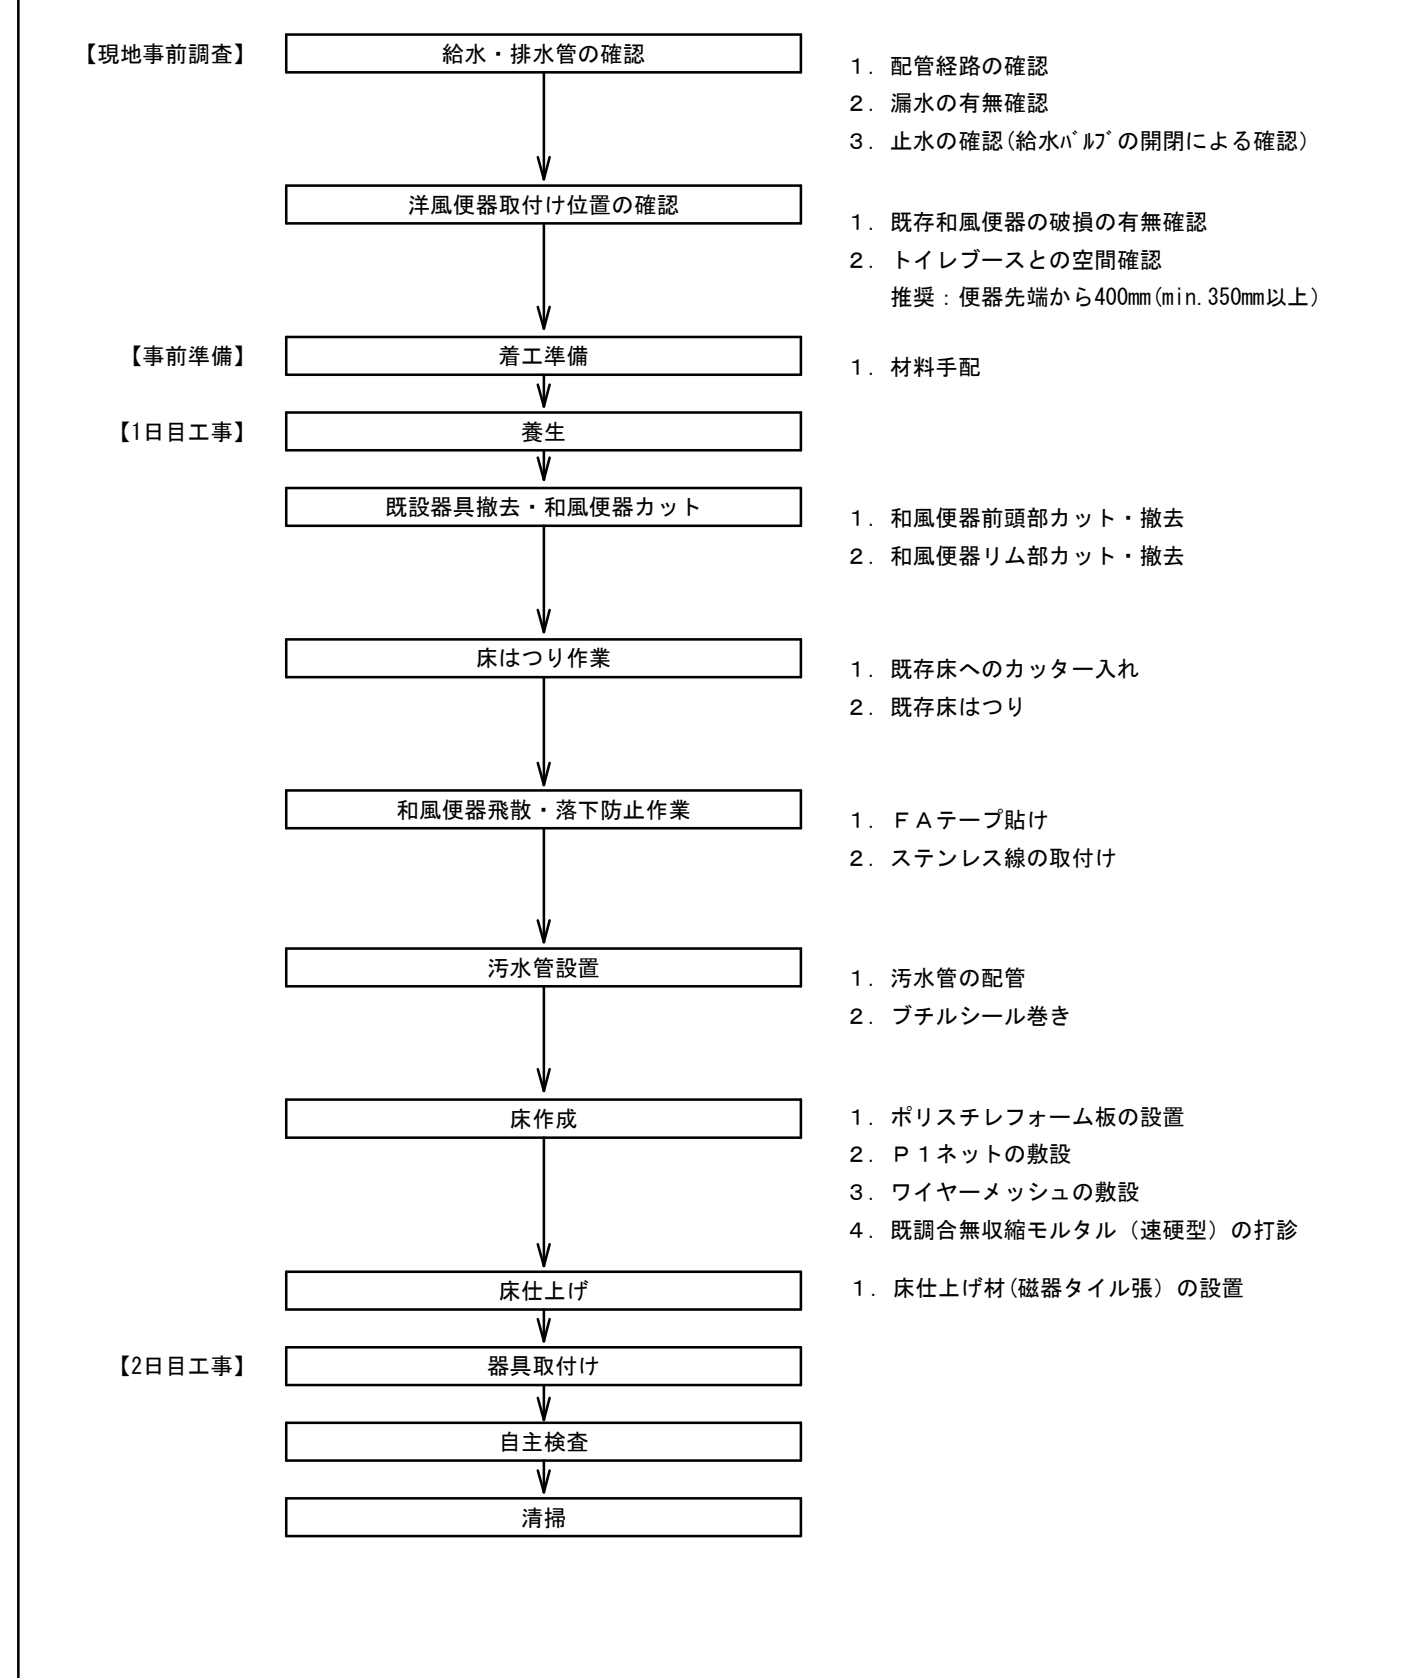 【現地事前調査】
給水・排水管の確認
1. 配管経路の確認
2. 漏水の有無確認
3. 止水の確認(給水ﾊﾞﾙﾌﾞの開閉による確認)
洋風便器取付け位置の確認
1. 既存和風便器の破損の有無確認
2. トイレブースとの空間確認
推奨：便器先端から400mm(min.350mm以上)
【事前準備】
着工準備
1. 材料手配
【1日目工事】
養生
既設器具撤去・和風便器カット
1. 和風便器前頭部カット・撤去
2. 和風便器リム部カット・撤去
床はつり作業
1. 既存床へのカッター入れ
2. 既存床はつり
和風便器飛散・落下防止作業
1. ＦＡテープ貼け
2. ステンレス線の取付け
汚水管設置
1. 汚水管の配管
2. ブチルシール巻き
床作成
1. ポリスチレフォーム板の設置
2. Ｐ１ネットの敷設
3. ワイヤーメッシュの敷設
4. 既調合無収縮モルタル（速硬型）の打診
床仕上げ
1. 床仕上げ材(磁器タイル張）の設置
【2日目工事】
器具取付け
自主検査
清掃